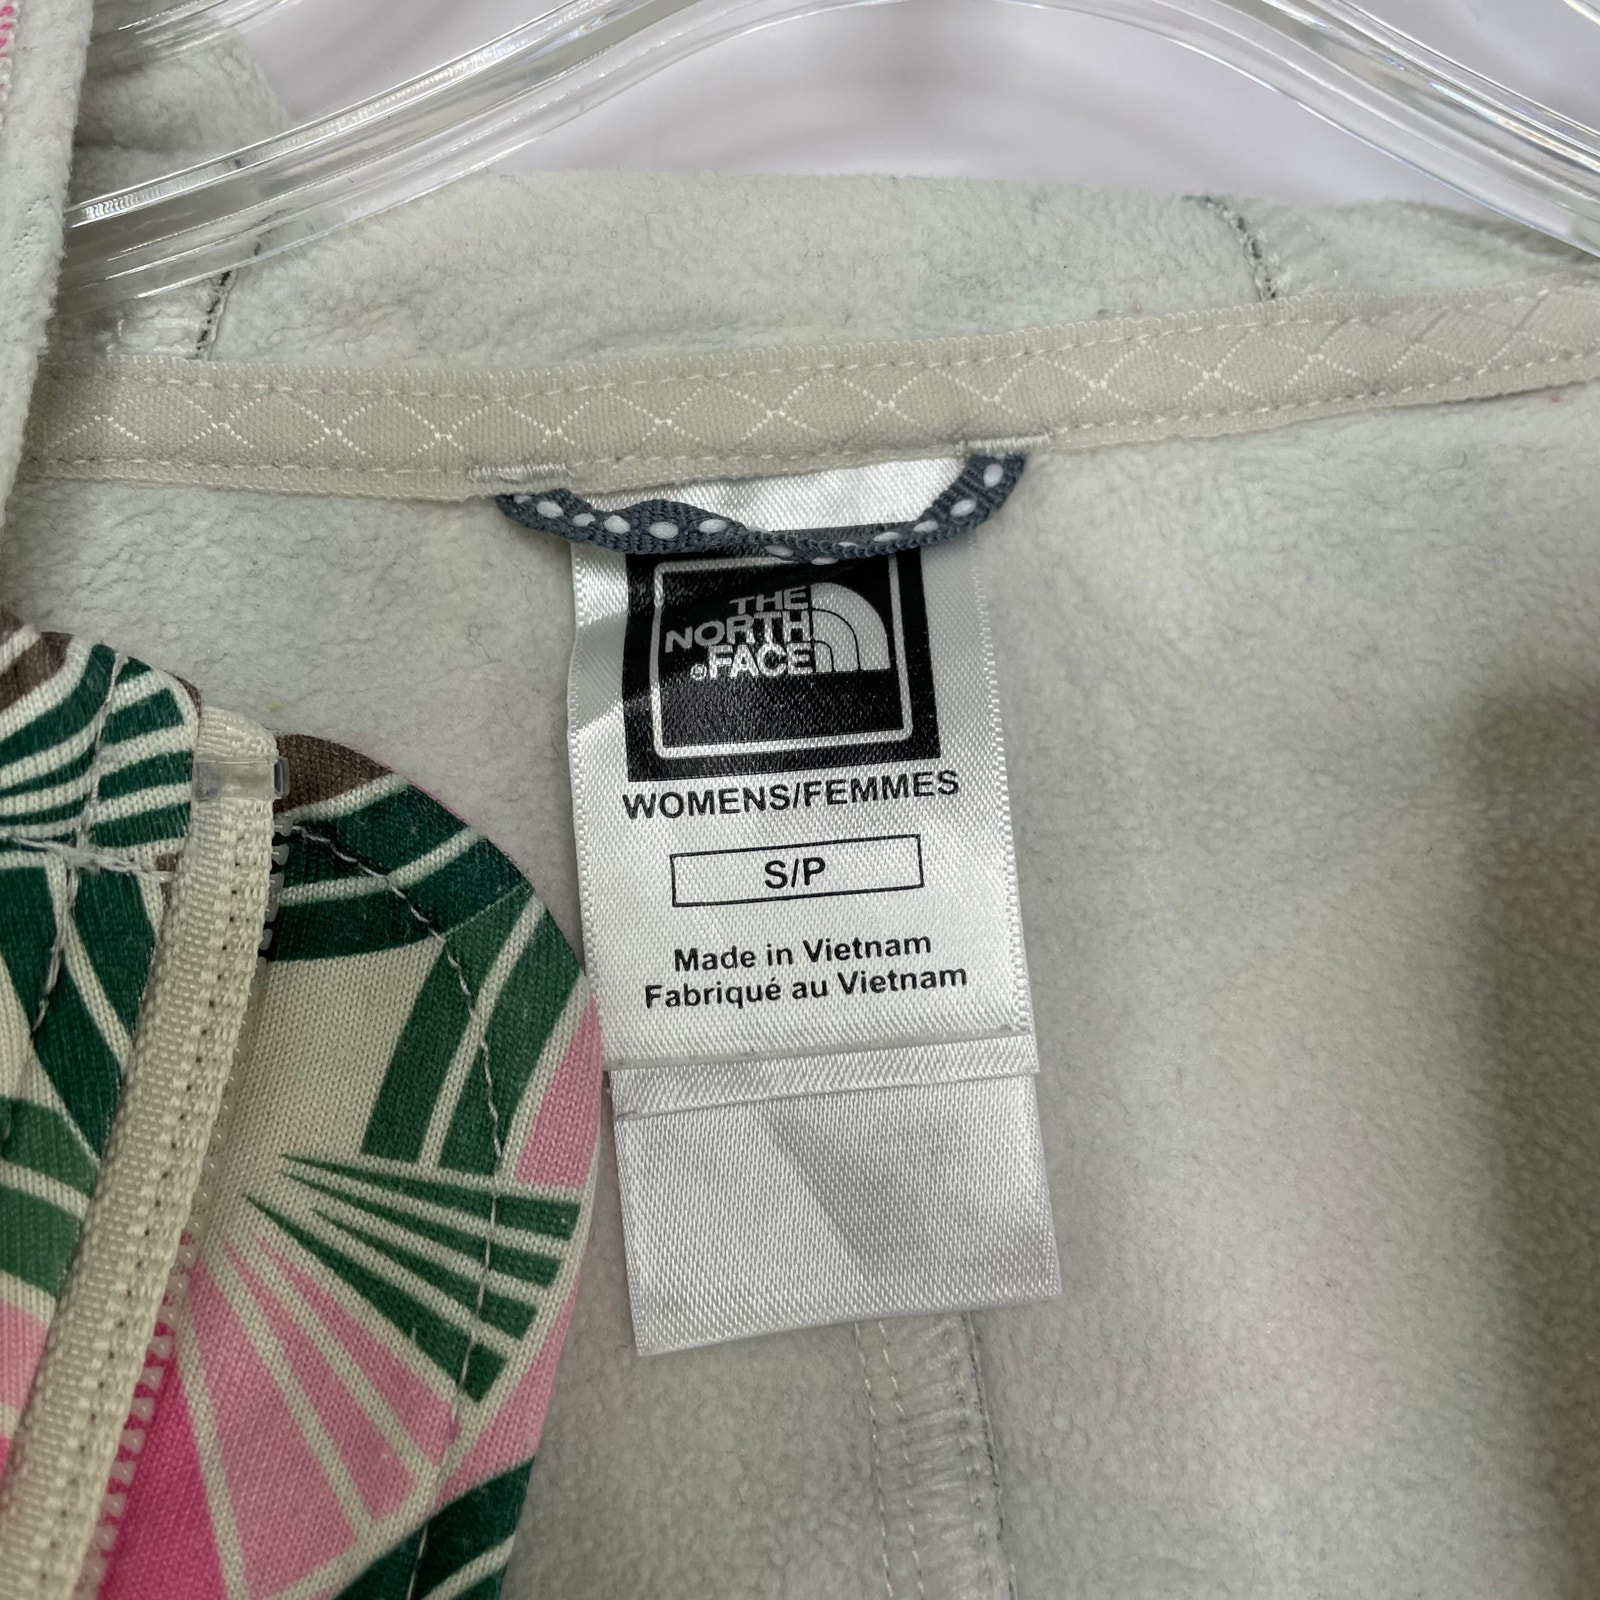 THE
NORTH
®FACE
WOMENS/FEMMES
S/P
Made in Vietnam
Fabriqué au Vietnam